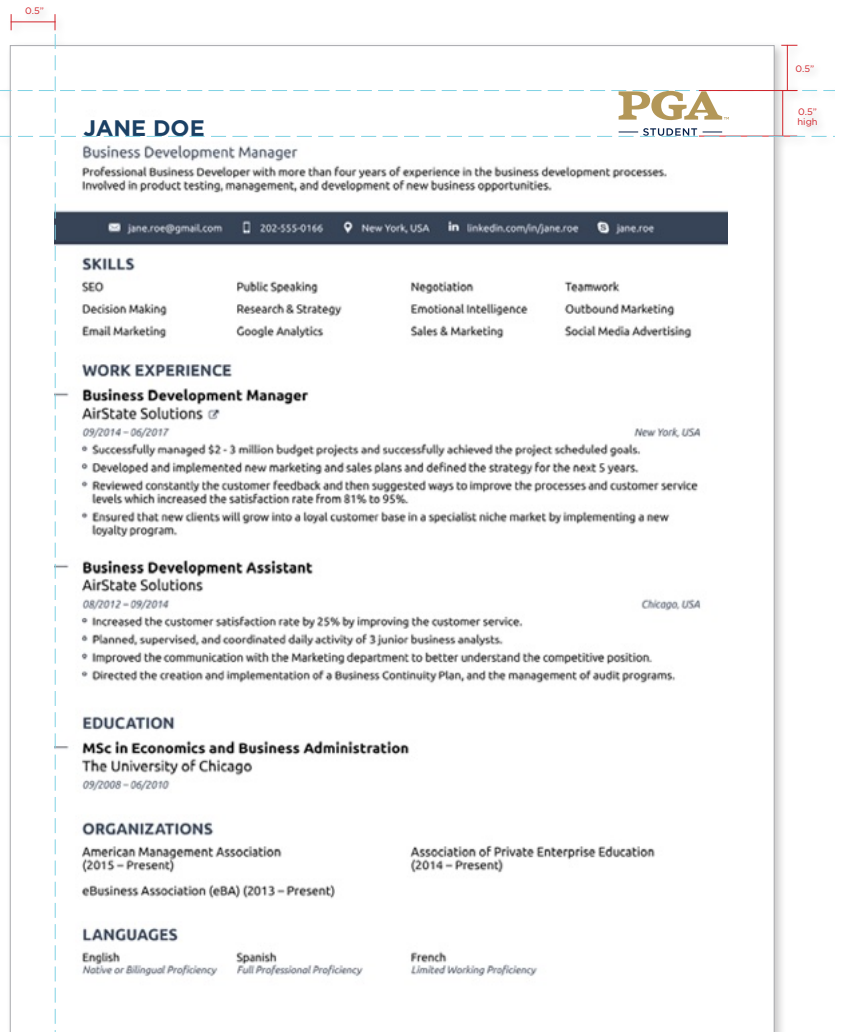 0.5"
0.5"
0.5"
high
PGA™
STUDENT
JANE DOE
Business Development Manager
Professional Business Developer with more than four years of experience in the business development processes.
Involved in product testing, management, and development of new business opportunities.
jane.roe@gmail.com 202-555-0166 New York, USA in linkedin.com/in/jane.roe jane.roe
SKILLS
SEO Public Speaking Negotiation Teamwork
Decision Making Research & Strategy Emotional Intelligence Outbound Marketing
Email Marketing Google Analytics Sales & Marketing Social Media Advertising
WORK EXPERIENCE
Business Development Manager
AirState Solutions
09/2014 – 06/2017 New York, USA
Successfully managed $2 - 3 million budget projects and successfully achieved the project scheduled goals.
Developed and implemented new marketing and sales plans and defined the strategy for the next 5 years.
Reviewed constantly the customer feedback and then suggested ways to improve the processes and customer service
levels which increased the satisfaction rate from 81% to 95%.
Ensured that new clients will grow into a loyal customer base in a specialist niche market by implementing a new
loyalty program.
Business Development Assistant
AirState Solutions
08/2012 – 09/2014 Chicago, USA
Increased the customer satisfaction rate by 25% by improving the customer service.
Planned, supervised, and coordinated daily activity of 3 junior business analysts.
Improved the communication with the Marketing department to better understand the competitive position.
Directed the creation and implementation of a Business Continuity Plan, and the management of audit programs.
EDUCATION
MSc in Economics and Business Administration
The University of Chicago
09/2008 – 06/2010
ORGANIZATIONS
American Management Association
(2015 – Present)
Association of Private Enterprise Education
(2014 – Present)
eBusiness Association (eBA) (2013 – Present)
LANGUAGES
English Spanish French
Native or Bilingual Proficiency Full Professional Proficiency Limited Working Proficiency